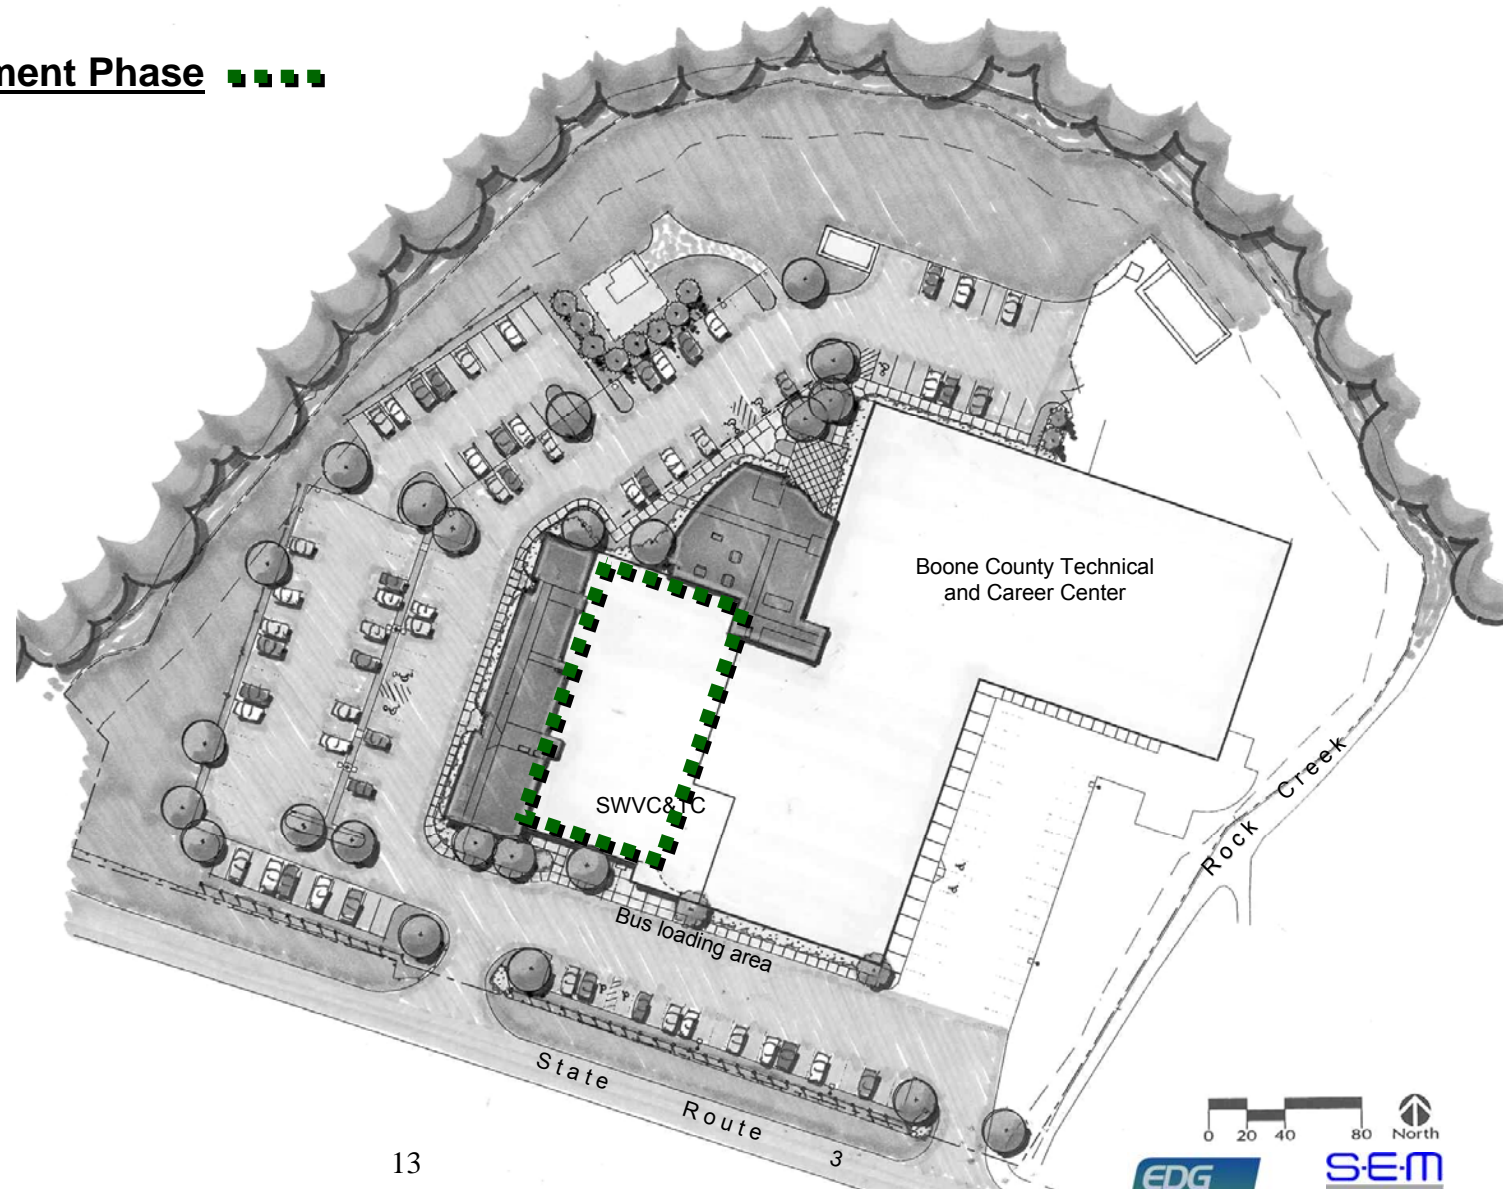 ment Phase
Boone County Technical
and Career Center
SWVC&TC
Rock Creek
Bus loading area
State Route 3
0 20 40 80 North
13
EDG
S·E·M